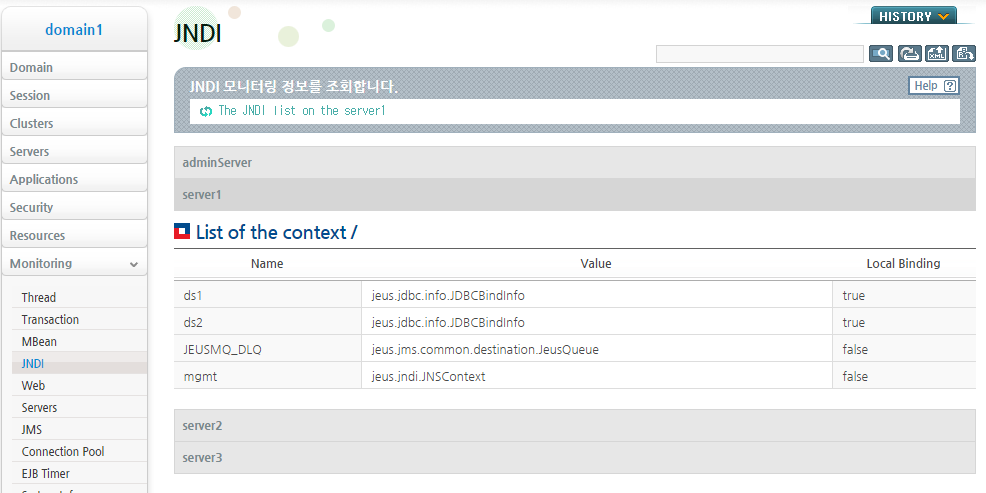 domain1
Domain
Session
Clusters
Servers
Applications
Security
Resources
Monitoring
Thread
Transaction
MBean
JNDI
Web
Servers
JMS
Connection Pool
EJB Timer
JNDI
HISTORY
JNDI 모니터링 정보를 조회합니다.
Help ?
The JNDI list on the server1
adminServer
server1
List of the context /
Name Value Local Binding
ds1 jeus.jdbc.info.JDBCBindInfo true
ds2 jeus.jdbc.info.JDBCBindInfo true
JEUSMQ_DLQ jeus.jms.common.destination.JeusQueue false
mgmt jeus.jndi.JNSContext false
server2
server3